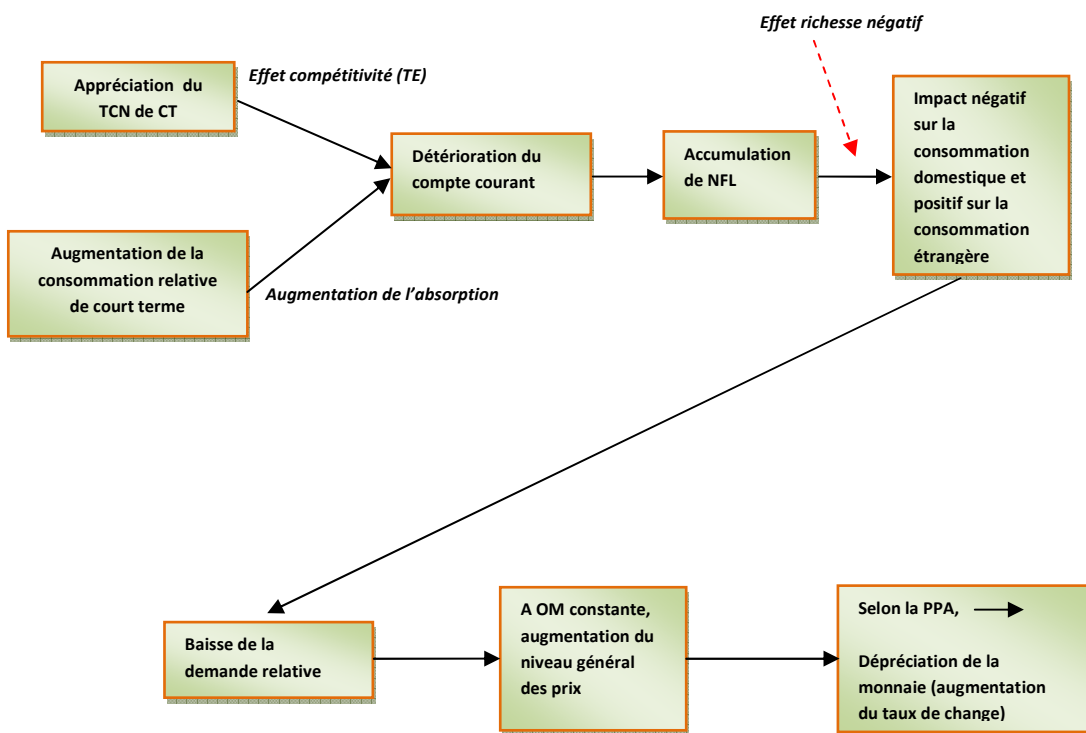 Effet richesse négatif
Appréciation du
TCN de CT
Effet compétitivité (TE)
Détérioration du
compte courant
Accumulation
de NFL
Impact négatif
sur la
consommation
domestique et
positif sur la
consommation
étrangère
Augmentation de la
consommation relative
de court terme
Augmentation de l’absorption
Baisse de la
demande relative
A OM constante,
augmentation du
niveau général
des prix
Selon la PPA,
Dépréciation de la
monnaie (augmentation
du taux de change)